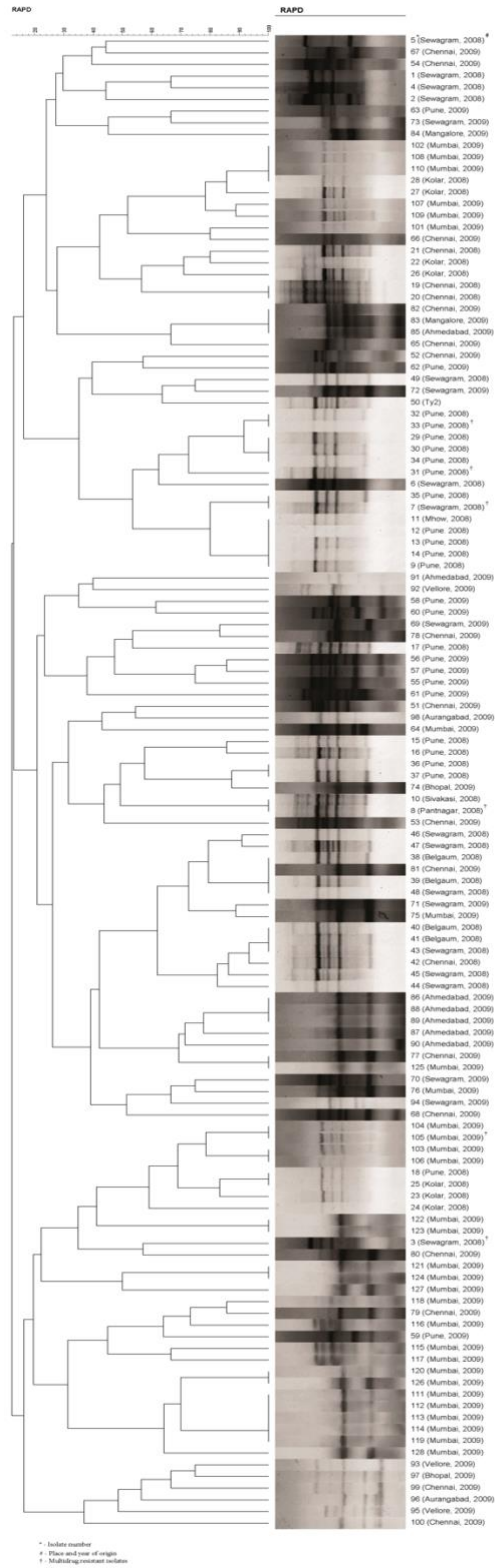 RAPD
RAPD
20 30 40 50 60 70 80 90 100
5* (Sewagram, 2008)#
67 (Chennai, 2009)
54 (Chennai, 2009)
1 (Sewagram, 2008)
4 (Sewagram, 2008)
2 (Sewagram, 2008)
63 (Pune, 2009)
73 (Sewagram, 2009)
84 (Mangalore, 2009)
102 (Mumbai, 2009)
108 (Mumbai, 2009)
110 (Mumbai, 2009)
28 (Kolar, 2008)
27 (Kolar, 2008)
107 (Mumbai, 2009)
109 (Mumbai, 2009)
101 (Mumbai, 2009)
66 (Chennai, 2009)
21 (Chennai, 2008)
22 (Kolar, 2008)
26 (Kolar, 2008)
19 (Chennai, 2008)
20 (Chennai, 2008)
82 (Chennai, 2009)
83 (Mangalore, 2009)
85 (Ahmedabad, 2009)
65 (Chennai, 2009)
52 (Chennai, 2009)
62 (Pune, 2009)
49 (Sewagram, 2008)
72 (Sewagram, 2009)
50 (Ty2)
32 (Pune, 2008)
33 (Pune, 2008)†
29 (Pune, 2008)
30 (Pune, 2008)
34 (Pune, 2008)
31 (Pune, 2008)†
6 (Sewagram, 2008)
35 (Pune, 2008)
7 (Sewagram, 2008)†
11 (Mhow, 2008)
12 (Pune, 2008)
13 (Pune, 2008)
14 (Pune, 2008)
9 (Pune, 2008)
91 (Ahmedabad, 2009)
92 (Vellore, 2009)
58 (Pune, 2009)
60 (Pune, 2009)
69 (Sewagram, 2009)
78 (Chennai, 2009)
17 (Pune, 2008)
56 (Pune, 2009)
57 (Pune, 2009)
55 (Pune, 2009)
61 (Pune, 2009)
51 (Chennai, 2009)
98 (Aurangabad, 2009)
64 (Mumbai, 2009)
15 (Pune, 2008)
16 (Pune, 2008)
36 (Pune, 2008)
37 (Pune, 2008)
74 (Bhopal, 2009)
10 (Sivakasi, 2008)
8 (Pantnagar, 2008)†
53 (Chennai, 2009)
46 (Sewagram, 2008)
47 (Sewagram, 2008)
38 (Belgaum, 2008)
81 (Chennai, 2009)
39 (Belgaum, 2008)
48 (Sewagram, 2008)
71 (Sewagram, 2009)
75 (Mumbai, 2009)
40 (Belgaum, 2008)
41 (Belgaum, 2008)
43 (Sewagram, 2008)
42 (Chennai, 2008)
45 (Sewagram, 2008)
44 (Sewagram, 2008)
86 (Ahmedabad, 2009)
88 (Ahmedabad, 2009)
89 (Ahmedabad, 2009)
87 (Ahmedabad, 2009)
90 (Ahmedabad, 2009)
77 (Chennai, 2009)
125 (Mumbai, 2009)
70 (Sewagram, 2009)
76 (Mumbai, 2009)
94 (Sewagram, 2009)
68 (Chennai, 2009)
104 (Mumbai, 2009)
105 (Mumbai, 2009)†
103 (Mumbai, 2009)
106 (Mumbai, 2009)
18 (Pune, 2008)
25 (Kolar, 2008)
23 (Kolar, 2008)
24 (Kolar, 2008)
122 (Mumbai, 2009)
123 (Mumbai, 2009)
3 (Sewagram, 2008)†
80 (Chennai, 2009)
121 (Mumbai, 2009)
124 (Mumbai, 2009)
127 (Mumbai, 2009)
118 (Mumbai, 2009)
79 (Chennai, 2009)
116 (Mumbai, 2009)
59 (Pune, 2009)
115 (Mumbai, 2009)
117 (Mumbai, 2009)
120 (Mumbai, 2009)
126 (Mumbai, 2009)
111 (Mumbai, 2009)
112 (Mumbai, 2009)
113 (Mumbai, 2009)
114 (Mumbai, 2009)
119 (Mumbai, 2009)
128 (Mumbai, 2009)
93 (Vellore, 2009)
97 (Bhopal, 2009)
99 (Chennai, 2009)
96 (Aurangabad, 2009)
95 (Vellore, 2009)
100 (Chennai, 2009)
* - Isolate number
# - Place and year of origin
† - Multidrug resistant isolates